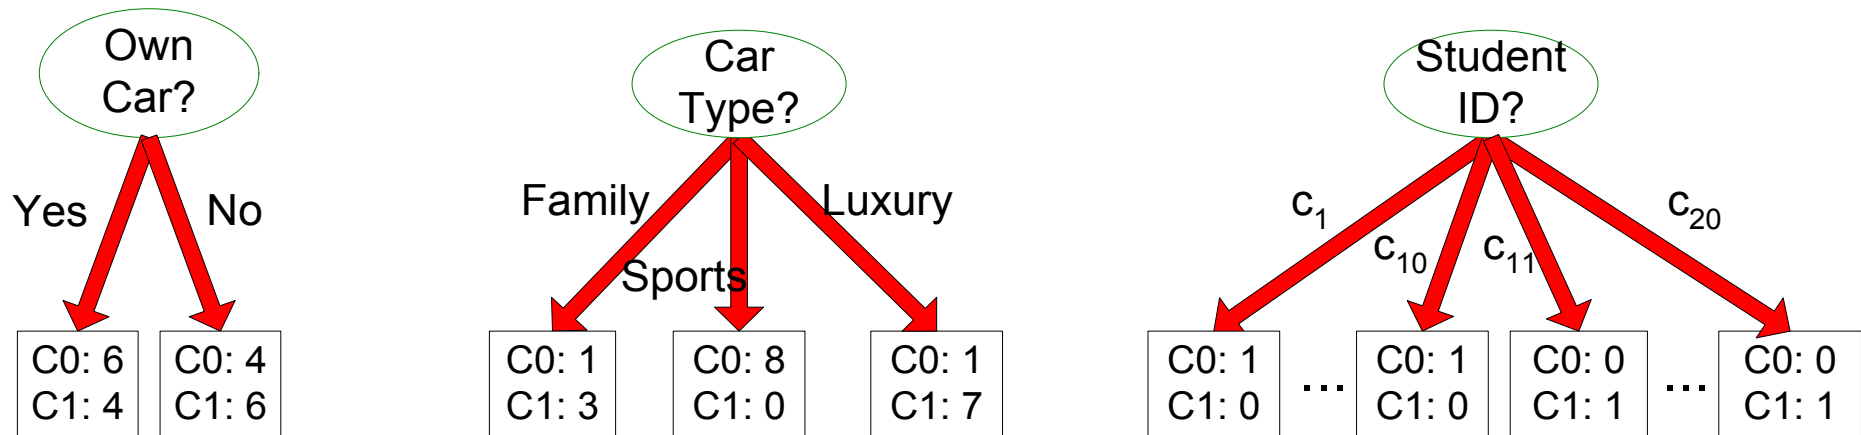 Own
Car?
Yes
No
C0: 6
C1: 4
C0: 4
C1: 6
Car
Type?
Family
Sports
Luxury
C0: 1
C1: 3
C0: 8
C1: 0
C0: 1
C1: 7
Student
ID?
c1
c10
c11
c20
C0: 1
C1: 0
...
C0: 1
C1: 0
C0: 0
C1: 1
...
C0: 0
C1: 1